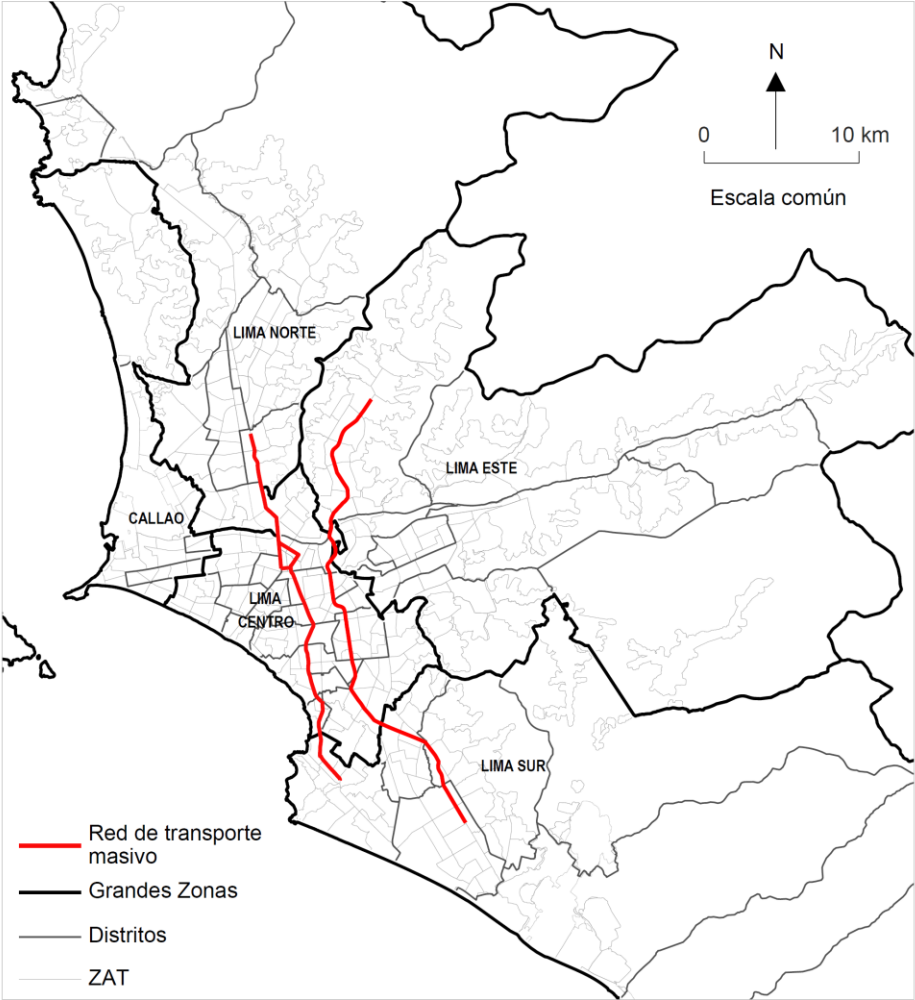 N
0 10 km
Escala común
LIMA NORTE
LIMA ESTE
CALLAO
LIMA
CENTRO
LIMA SUR
Red de transporte
masivo
Grandes Zonas
Distritos
ZAT